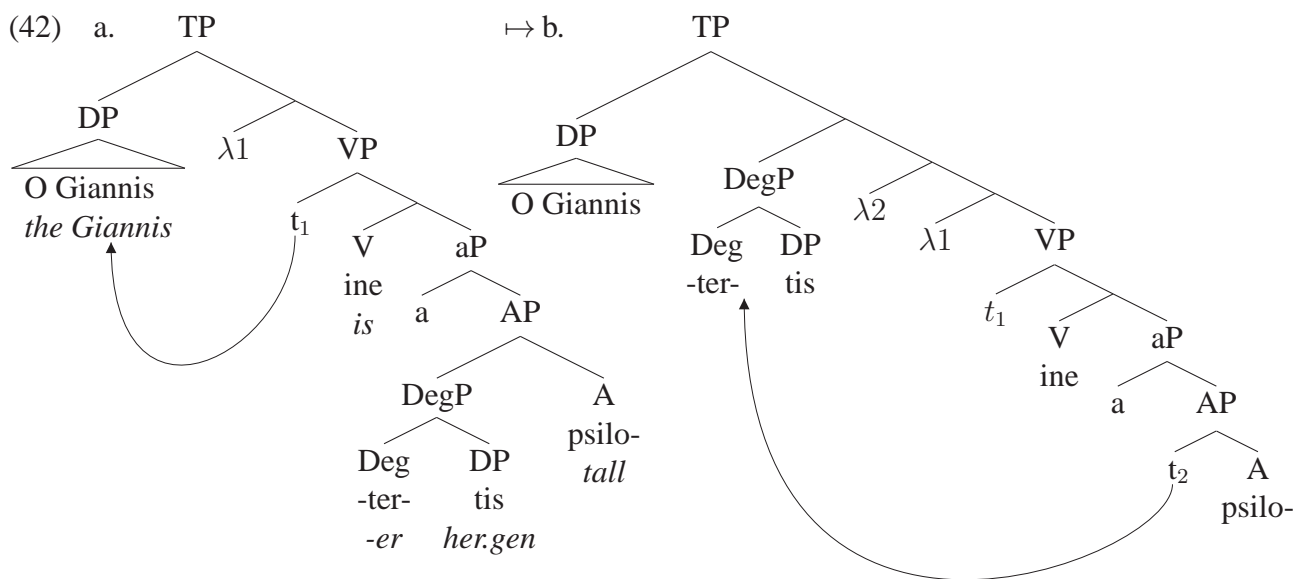 (42) a. TP ↦ b. TP
DP λ1 VP DP
O Giannis DegP
the Giannis t₁ O Giannis λ2
V aP Deg DP λ1 VP
ine -ter- tis
is a AP t₁
V aP
ine
DegP A a AP
psilo-
Deg DP tall t₂ A
-ter- tis psilo-
-er her.gen